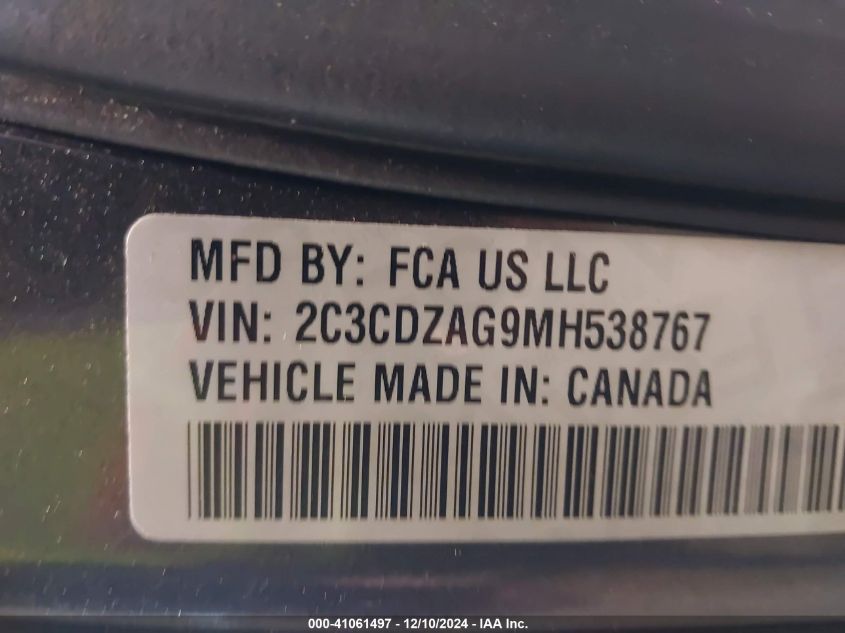 MFD BY: FCA US LLC
VIN: 2C3CDZAG9MH538767
VEHICLE MADE IN: CANADA
000-41061497 - 12/10/2024 - IAA Inc.